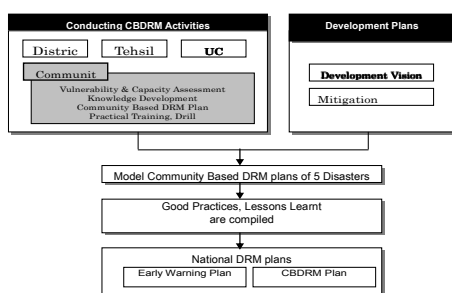 Conducting CBDRM Activities
Distric
Tehsil
UC
Communit
Vulnerability & Capacity Assessment
Knowledge Development
Community Based DRM Plan
Practical Training, Drill
Development Plans
Development Vision
Mitigation
Model Community Based DRM plans of 5 Disasters
Good Practices, Lessons Learnt
are compiled
National DRM plans
Early Warning Plan
CBDRM Plan